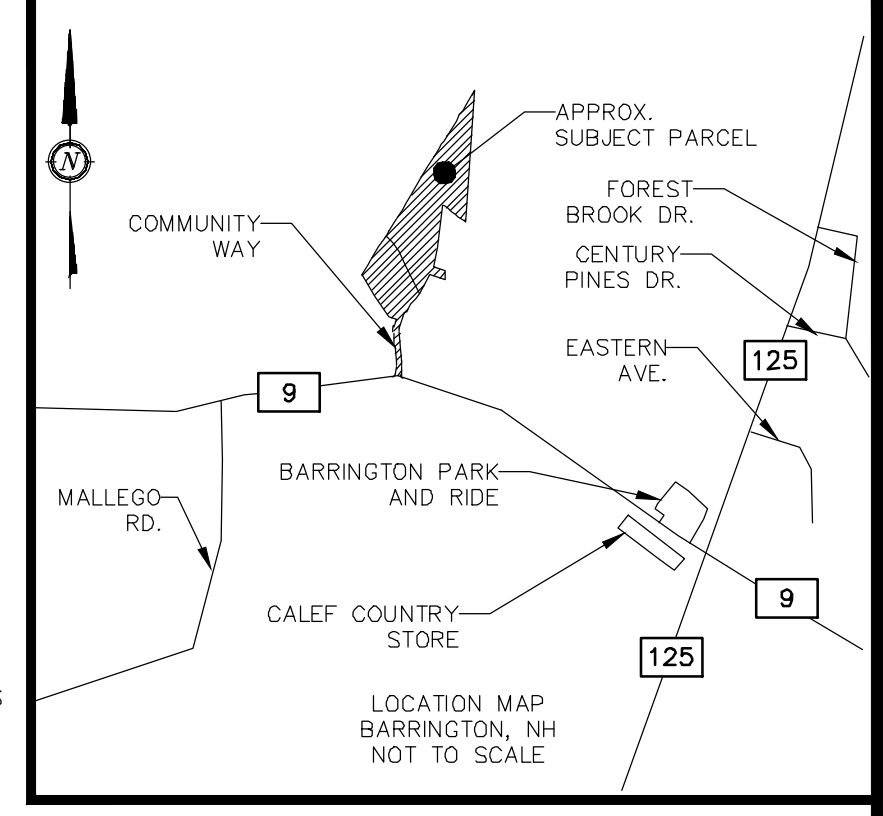 APPROX.
SUBJECT PARCEL
N
FOREST
BROOK DR.
COMMUNITY
WAY
CENTURY
PINES DR.
EASTERN
AVE.
125
9
BARRINGTON PARK
AND RIDE
MALLEGO
RD.
CALEF COUNTRY
STORE
9
125
S
LOCATION MAP
BARRINGTON, NH
NOT TO SCALE